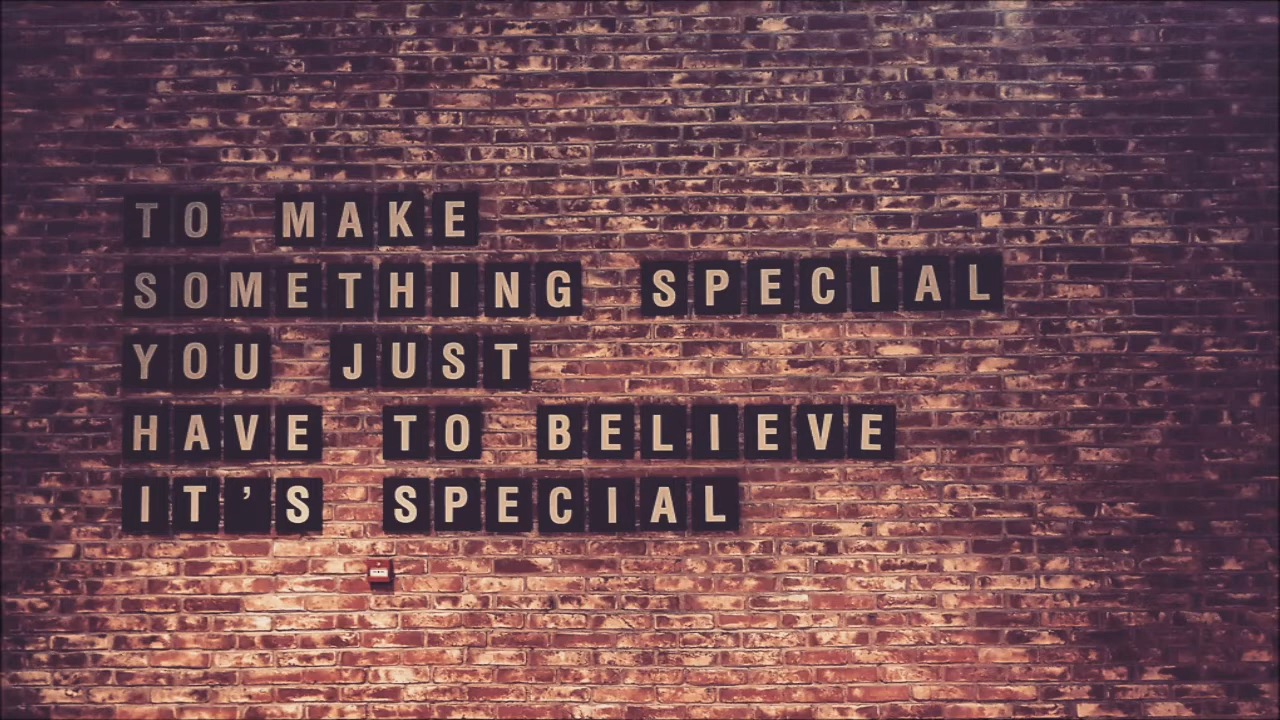 TO MAKE
SOMETHING SPECIAL
YOU JUST
HAVE TO BELIEVE
IT'S SPECIAL